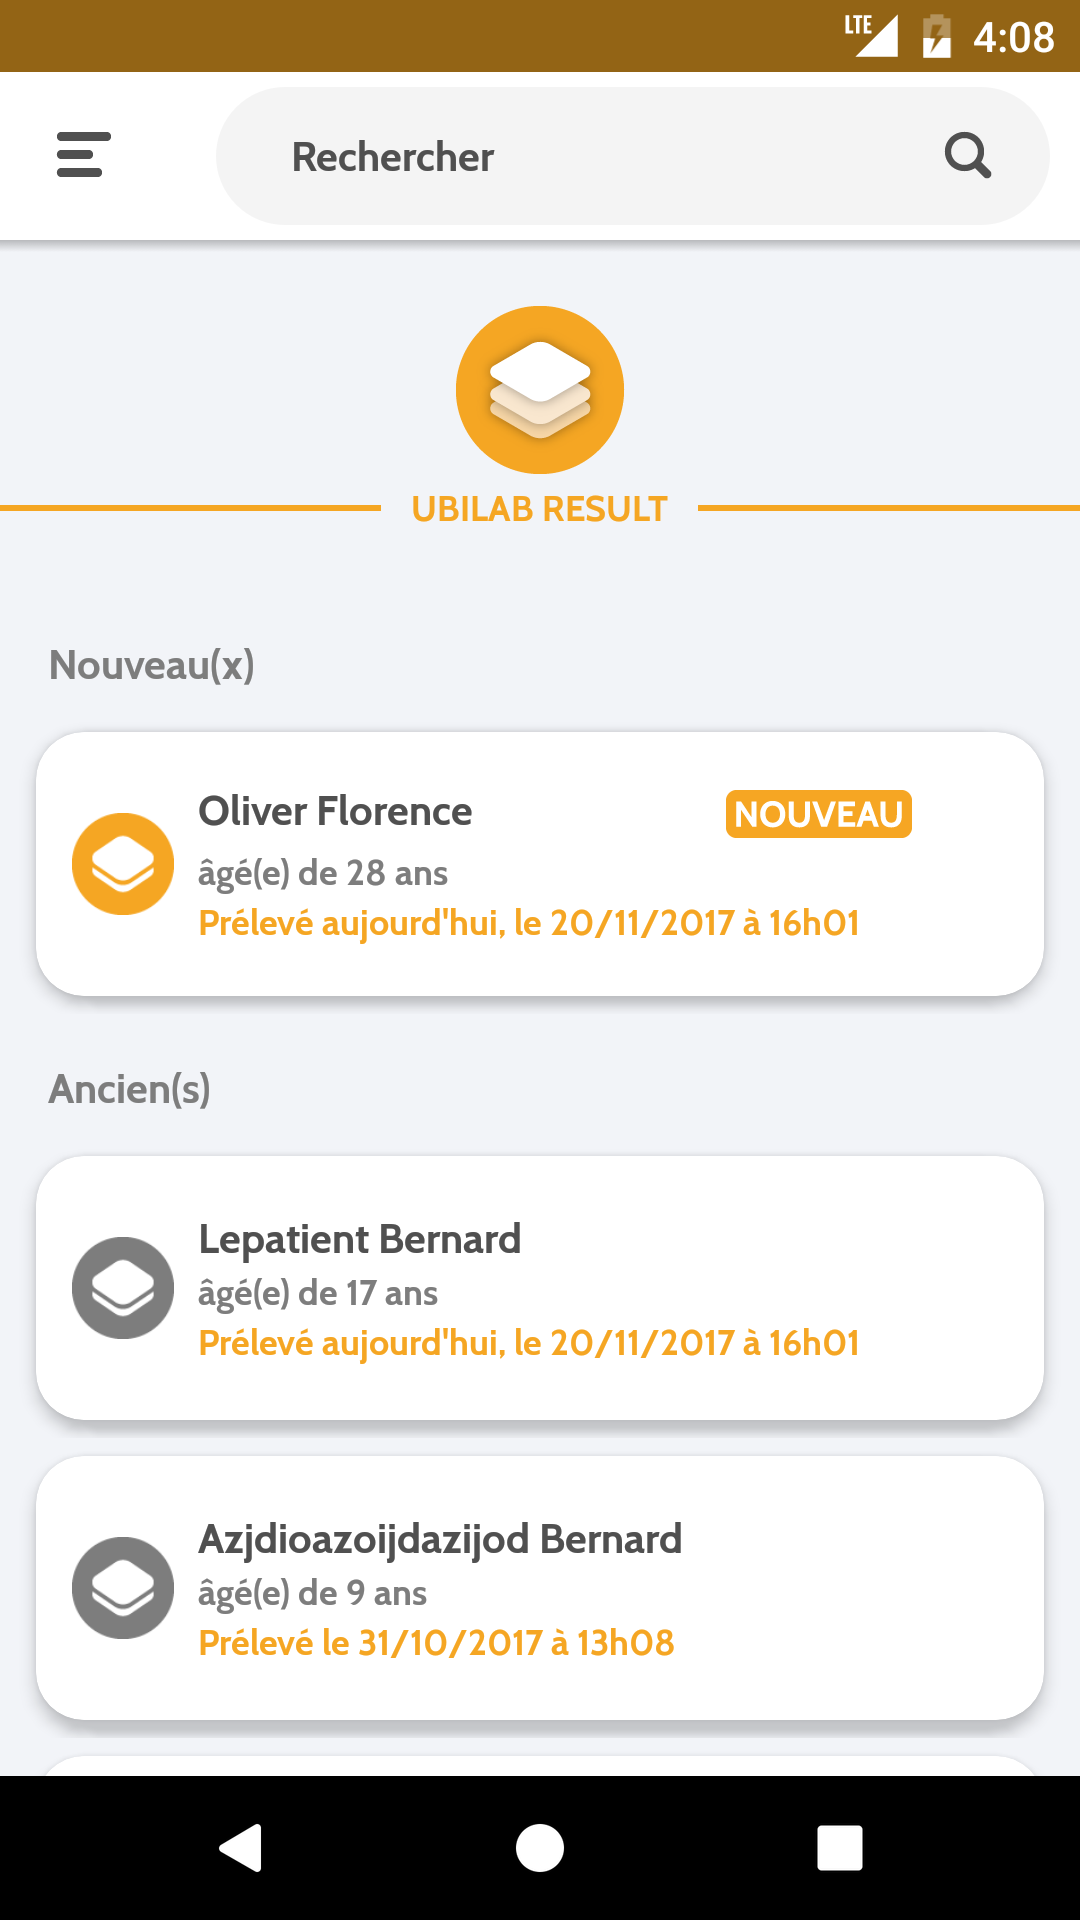 LTE 4:08
Rechercher
UBILAB RESULT
Nouveau(x)
Oliver Florence NOUVEAU
âgé(e) de 28 ans
Prélevé aujourd'hui, le 20/11/2017 à 16h01
Ancien(s)
Lepatient Bernard
âgé(e) de 17 ans
Prélevé aujourd'hui, le 20/11/2017 à 16h01
Azjdioazoijdazijod Bernard
âgé(e) de 9 ans
Prélevé le 31/10/2017 à 13h08